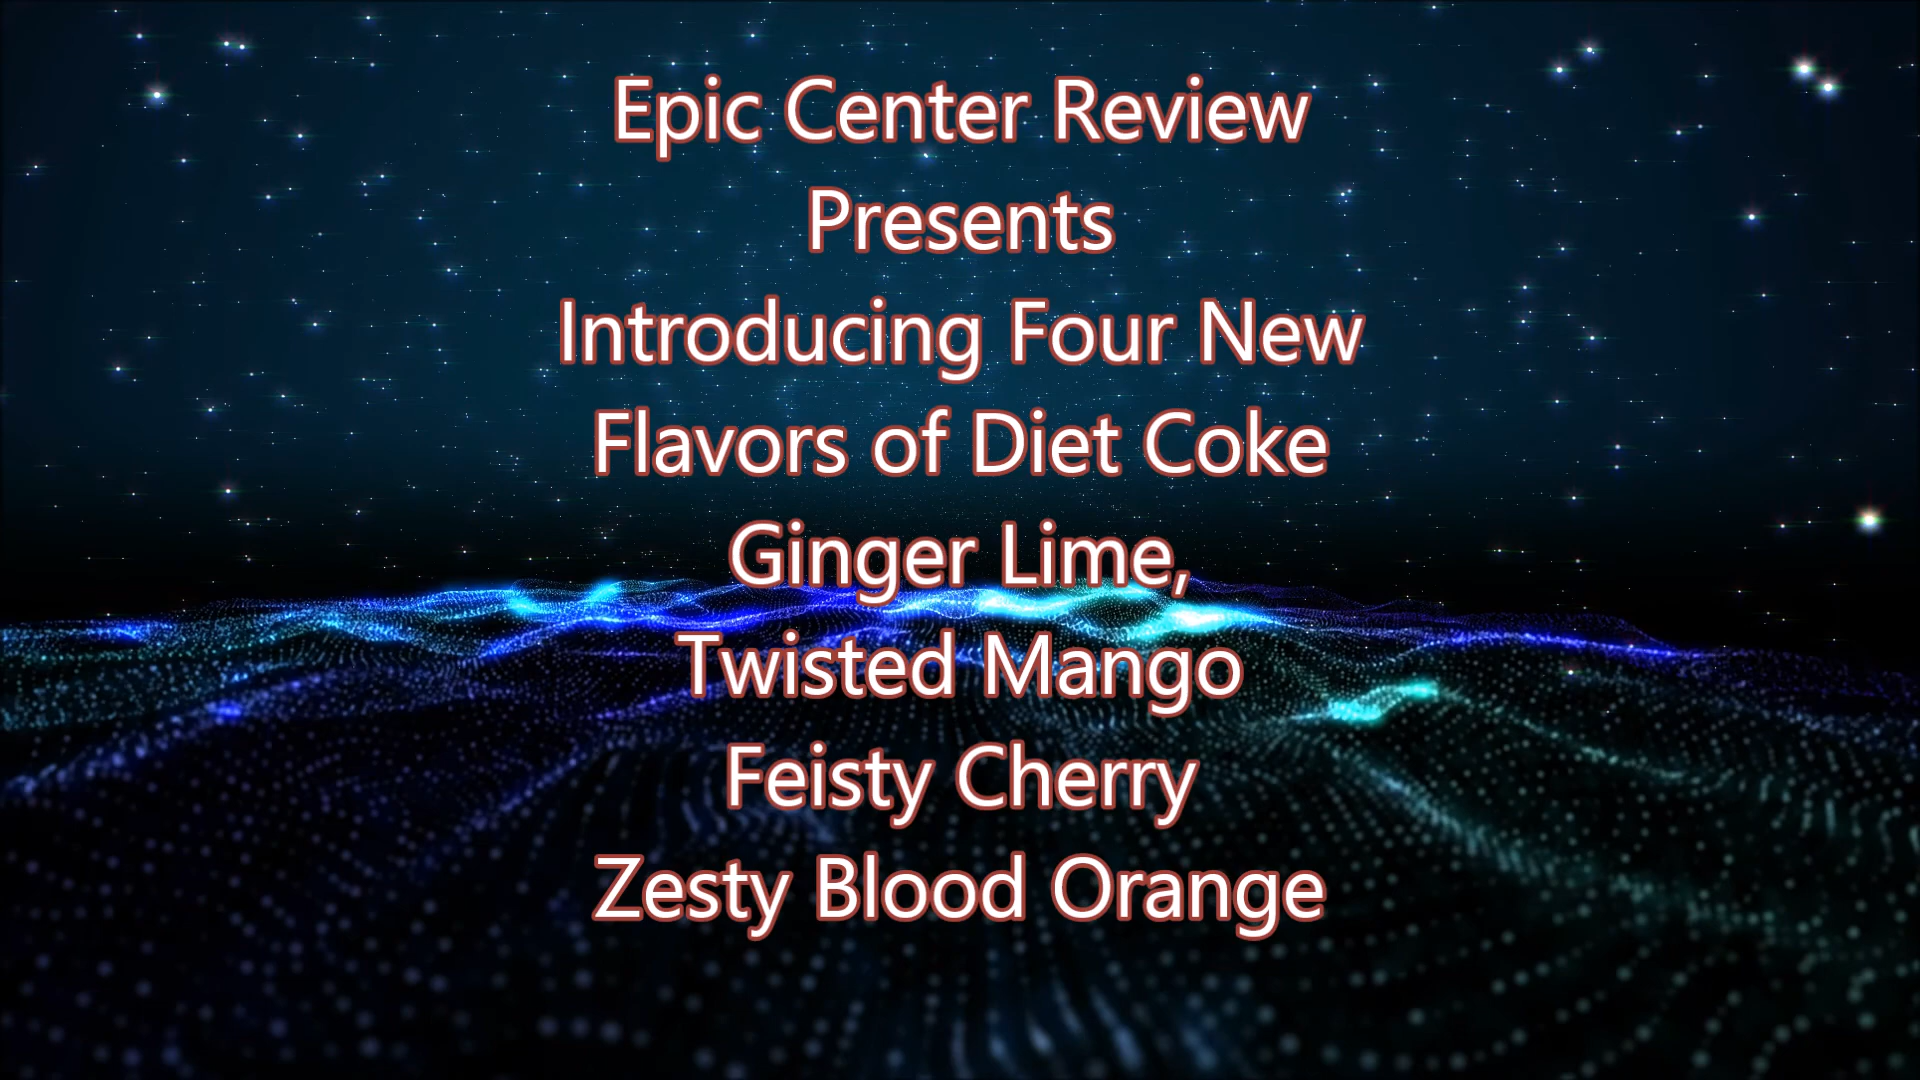 Epic Center Review
Presents
Introducing Four New
Flavors of Diet Coke
Ginger Lime,
Twisted Mango
Feisty Cherry
Zesty Blood Orange